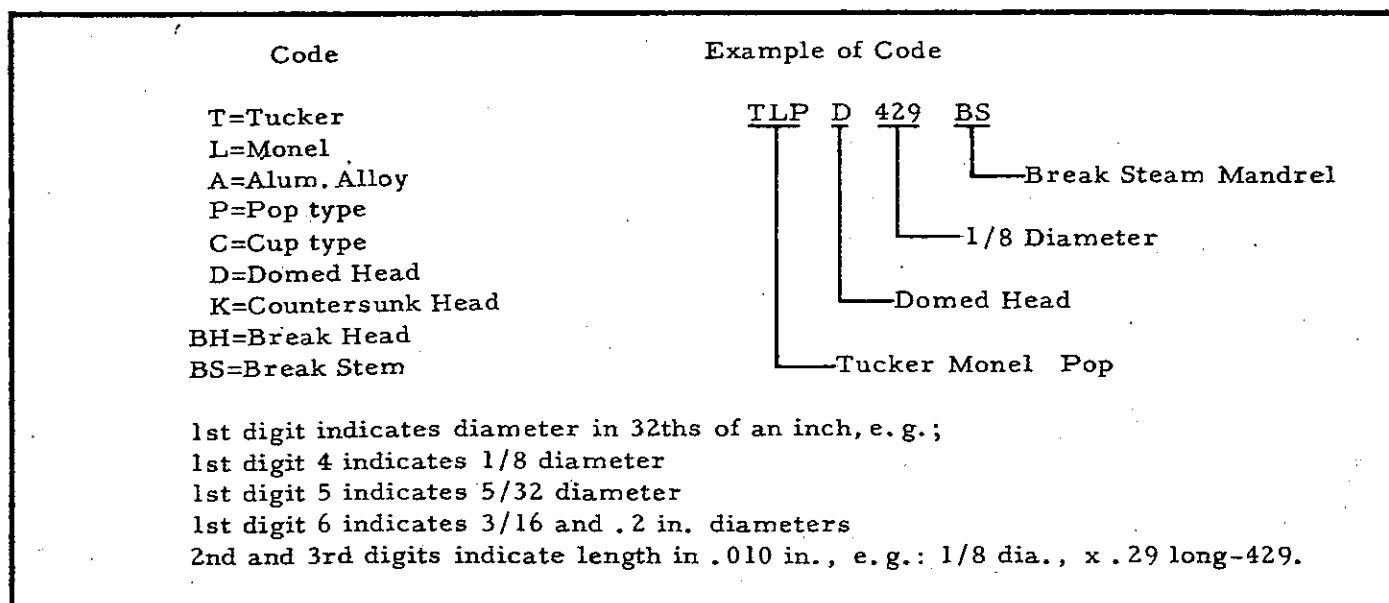 Code
Example of Code
T=Tucker
L=Monel
A=Alum. Alloy
P=Pop type
C=Cup type
D=Domed Head
K=Countersunk Head
BH=Break Head
BS=Break Stem
TLP D 429 BS
Break Steam Mandrel
1/8 Diameter
Domed Head
Tucker Monel Pop
1st digit indicates diameter in 32ths of an inch, e.g.;
1st digit 4 indicates 1/8 diameter
1st digit 5 indicates 5/32 diameter
1st digit 6 indicates 3/16 and .2 in. diameters
2nd and 3rd digits indicate length in .010 in., e.g.: 1/8 dia., x .29 long-429.